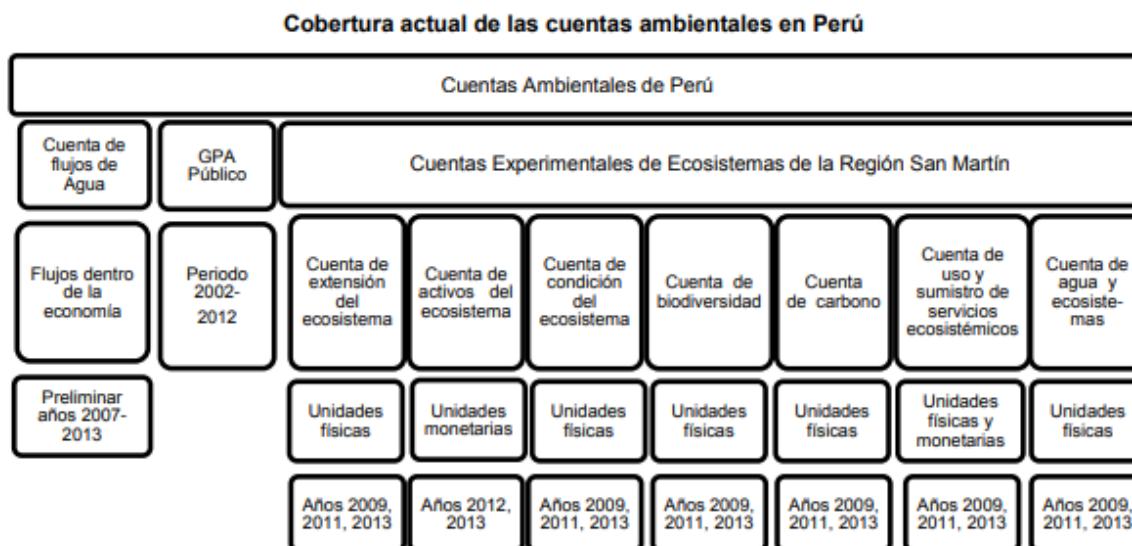 Cobertura actual de las cuentas ambientales en Perú
Cuentas Ambientales de Perú
Cuenta de
flujos de
Agua
GPA
Público
Cuentas Experimentales de Ecosistemas de la Región San Martín
Flujos dentro
de la
economía
Periodo
2002-
2012
Cuenta de
extensión
del
ecosistema
Cuenta de
activos del
ecosistema
Cuenta de
condición
del
ecosistema
Cuenta de
biodiversidad
Cuenta
de carbono
Cuenta de
uso y
sumistro de
servicios
ecosistémicos
Cuenta de
agua y
ecosiste-
mas
Preliminar
años 2007-
2013
Unidades
físicas
Unidades
monetarias
Unidades
físicas
Unidades
físicas
Unidades
físicas
Unidades
físicas y
monetarias
Unidades
físicas
Años 2009,
2011, 2013
Años 2012,
2013
Años 2009,
2011, 2013
Años 2009,
2011, 2013
Años 2009,
2011, 2013
Años 2009,
2011, 2013
Años 2009,
2011, 2013